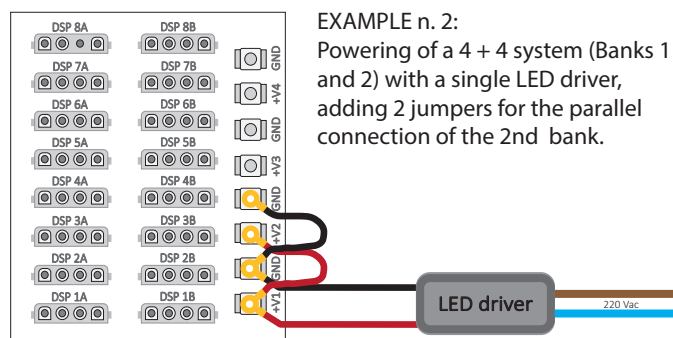 DSP 8A
DSP 8B
DSP 7A
DSP 7B
DSP 6A
DSP 6B
DSP 5A
DSP 5B
DSP 4A
DSP 4B
DSP 3A
DSP 3B
DSP 2A
DSP 2B
DSP 1A
DSP 1B
GND
+V4
GND
+V3
GND
+V2
GND
+V1
EXAMPLE n. 2:
Powering of a 4 + 4 system (Banks 1
and 2) with a single LED driver,
adding 2 jumpers for the parallel
connection of the 2nd bank.
LED driver
220 Vac